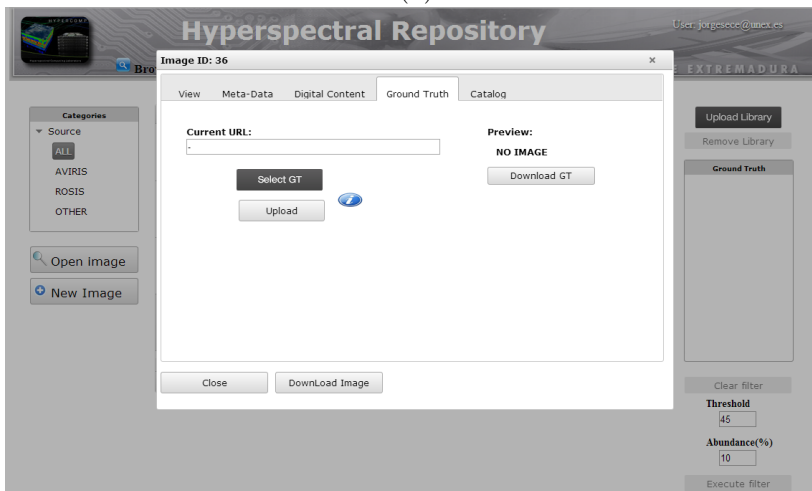 HYPERCOMP
Hyperspectral Repository
User: jorgesece@unex.es
Bro
E EXTREMADURA
Image ID: 36
×
View Meta-Data Digital Content Ground Truth Catalog
Categories
Source
ALL
AVIRIS
ROSIS
OTHER
Open image
New Image
Current URL:
-
Select GT
Upload
Preview:
NO IMAGE
Download GT
Close DownLoad Image
Upload Library
Remove Library
Ground Truth
Clear filter
Threshold
45
Abundance(%)
10
Execute filter